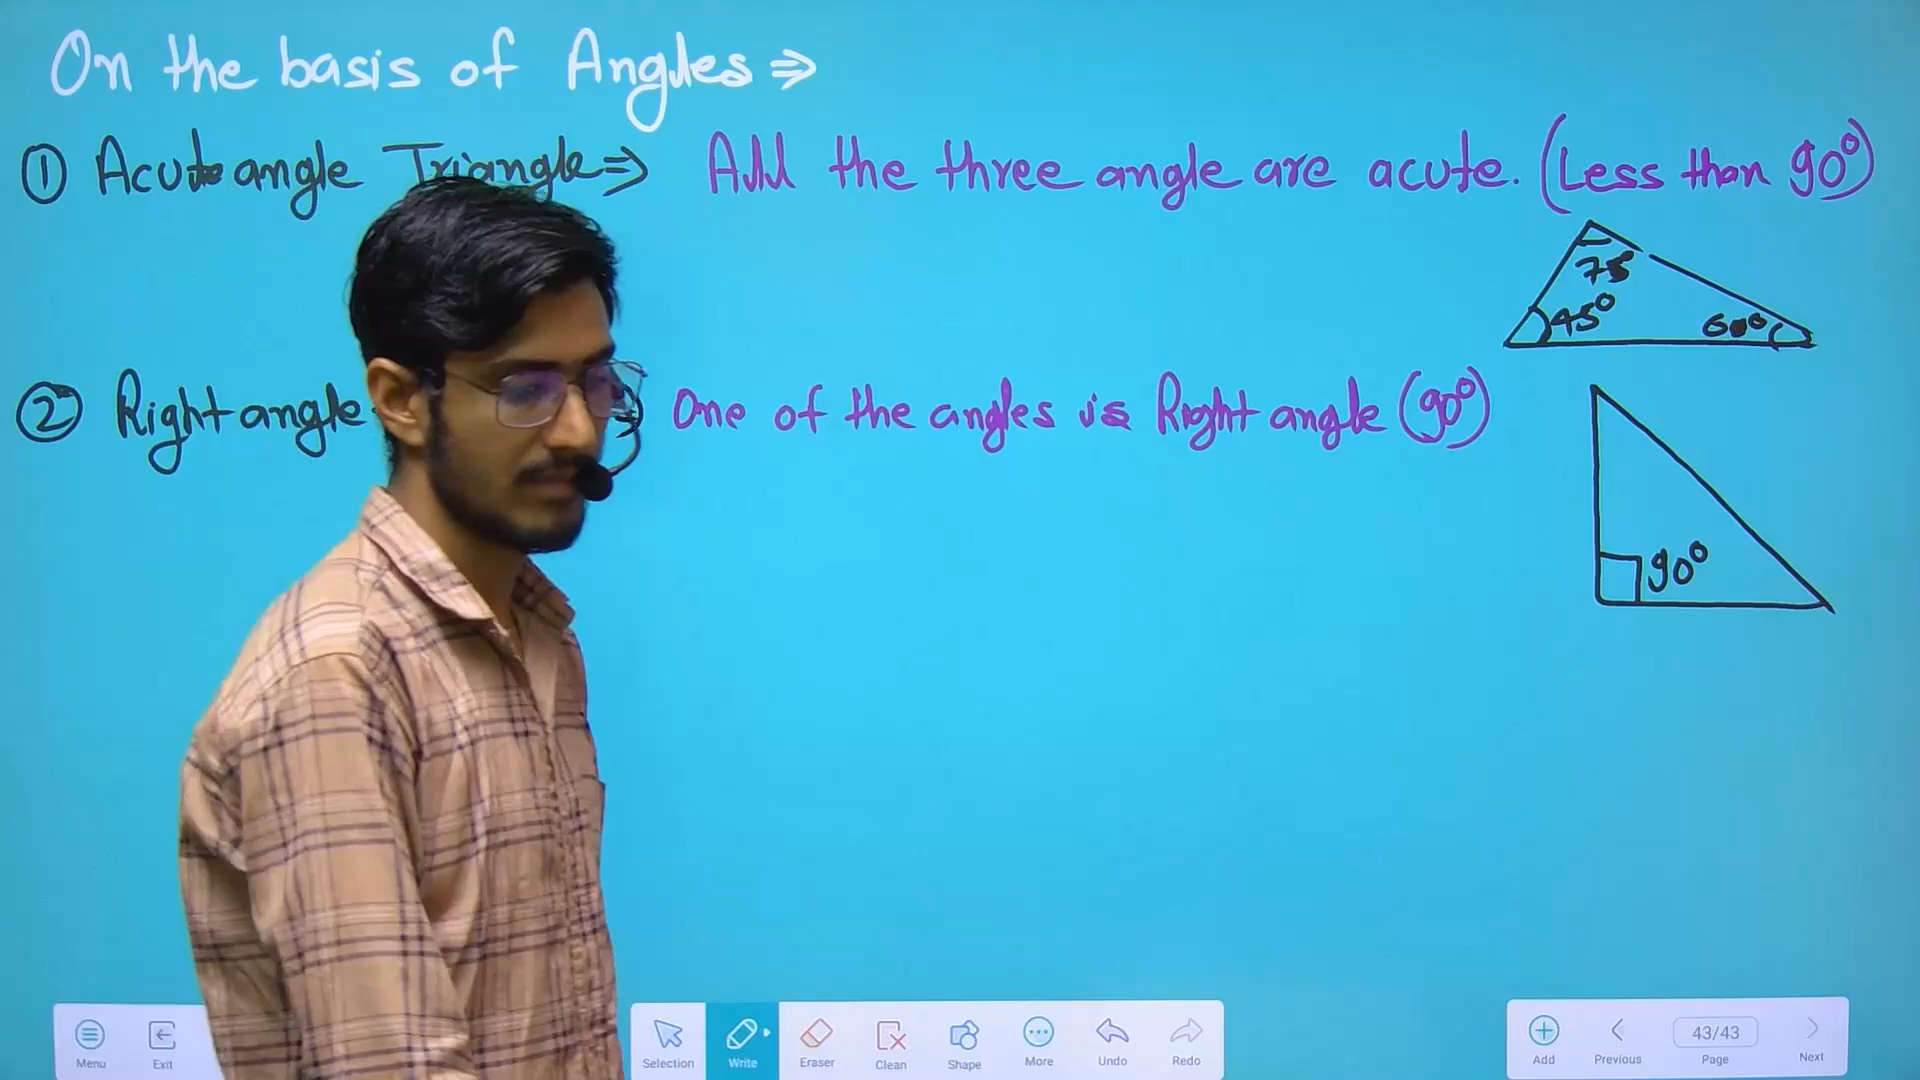 On the basis of Angles ⇒
① Acute angle Triangle ⇒ All the three angle are acute. (Less than 90°)
75
45° 60°
② Right angle One of the angles is Right angle (90°)
90°
Menu Exit Selection Write Eraser Clean Shape More Undo Redo Add Previous 43/43 Page Next